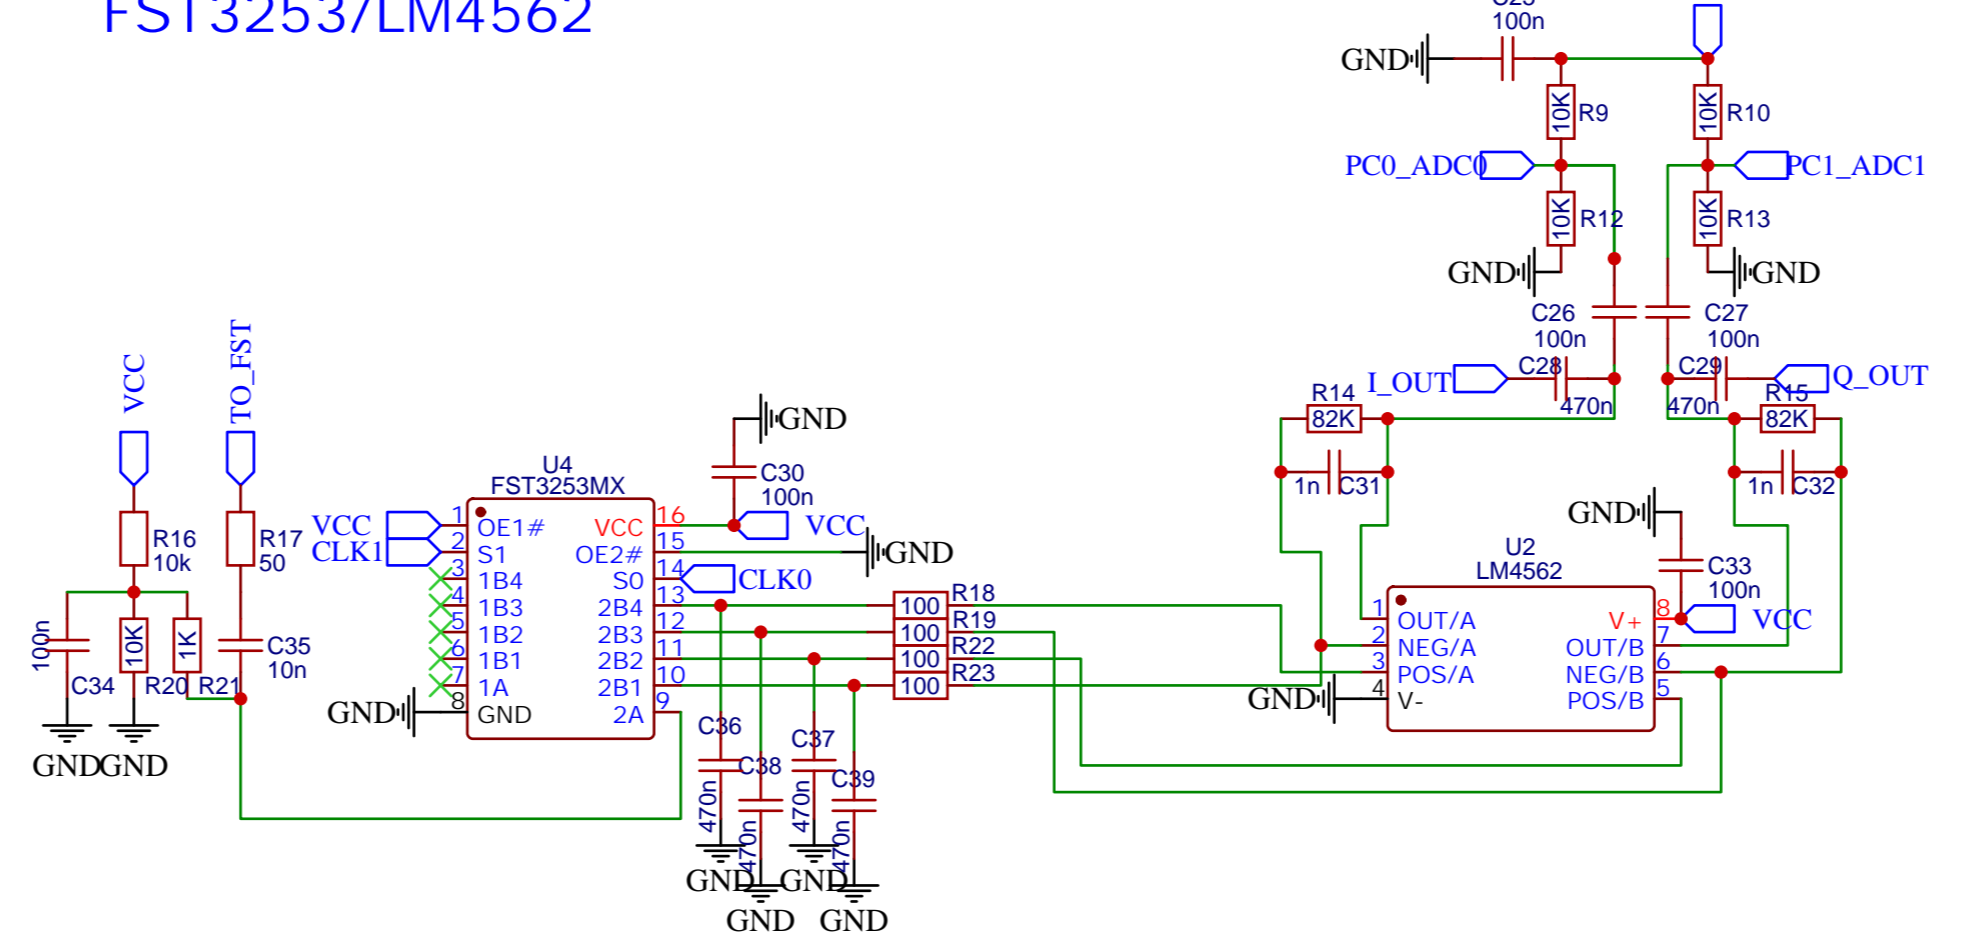 FST3253/LM4562
C25
100n
GND
10K
R9
10K
R10
PC0_ADC0
PC1_ADC1
10K
R12
10K
R13
GND
GND
C26
100n
C27
100n
I_OUT
C28
470n
C29
470n
Q_OUT
R14
82K
R15
82K
1n
C31
1n
C32
VCC
TO_FST
R16
10k
R17
50
100n
C34
10K
R20
1K
R21
C35
10n
GND
GND
U4
FST3253MX
VCC
CLK1
1
OE1#
2
S1
3
1B4
4
1B3
5
1B2
6
1B1
7
1A
8
GND
GND
VCC
16
OE2#
15
S0
14
2B4
13
2B3
12
2B2
11
2B1
10
2A
9
GND
C30
100n
VCC
GND
CLK0
100
R18
100
R19
100
R22
100
R23
C36
470n
C38
470n
C37
470n
C39
470n
GND
GND
GND
GND
U2
LM4562
1
OUT/A
2
NEG/A
3
POS/A
4
V-
GND
V+
8
OUT/B
7
NEG/B
6
POS/B
5
GND
C33
100n
VCC